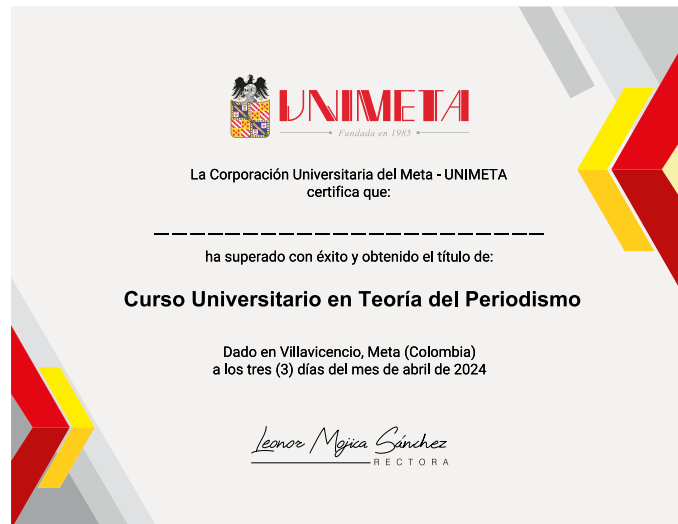 UNIMETA
Fundada en 1985
La Corporación Universitaria del Meta - UNIMETA
certifica que:
ha superado con éxito y obtenido el título de:
Curso Universitario en Teoría del Periodismo
Dado en Villavicencio, Meta (Colombia)
a los tres (3) días del mes de abril de 2024
Leonor Mojica Sánchez
RECTORA